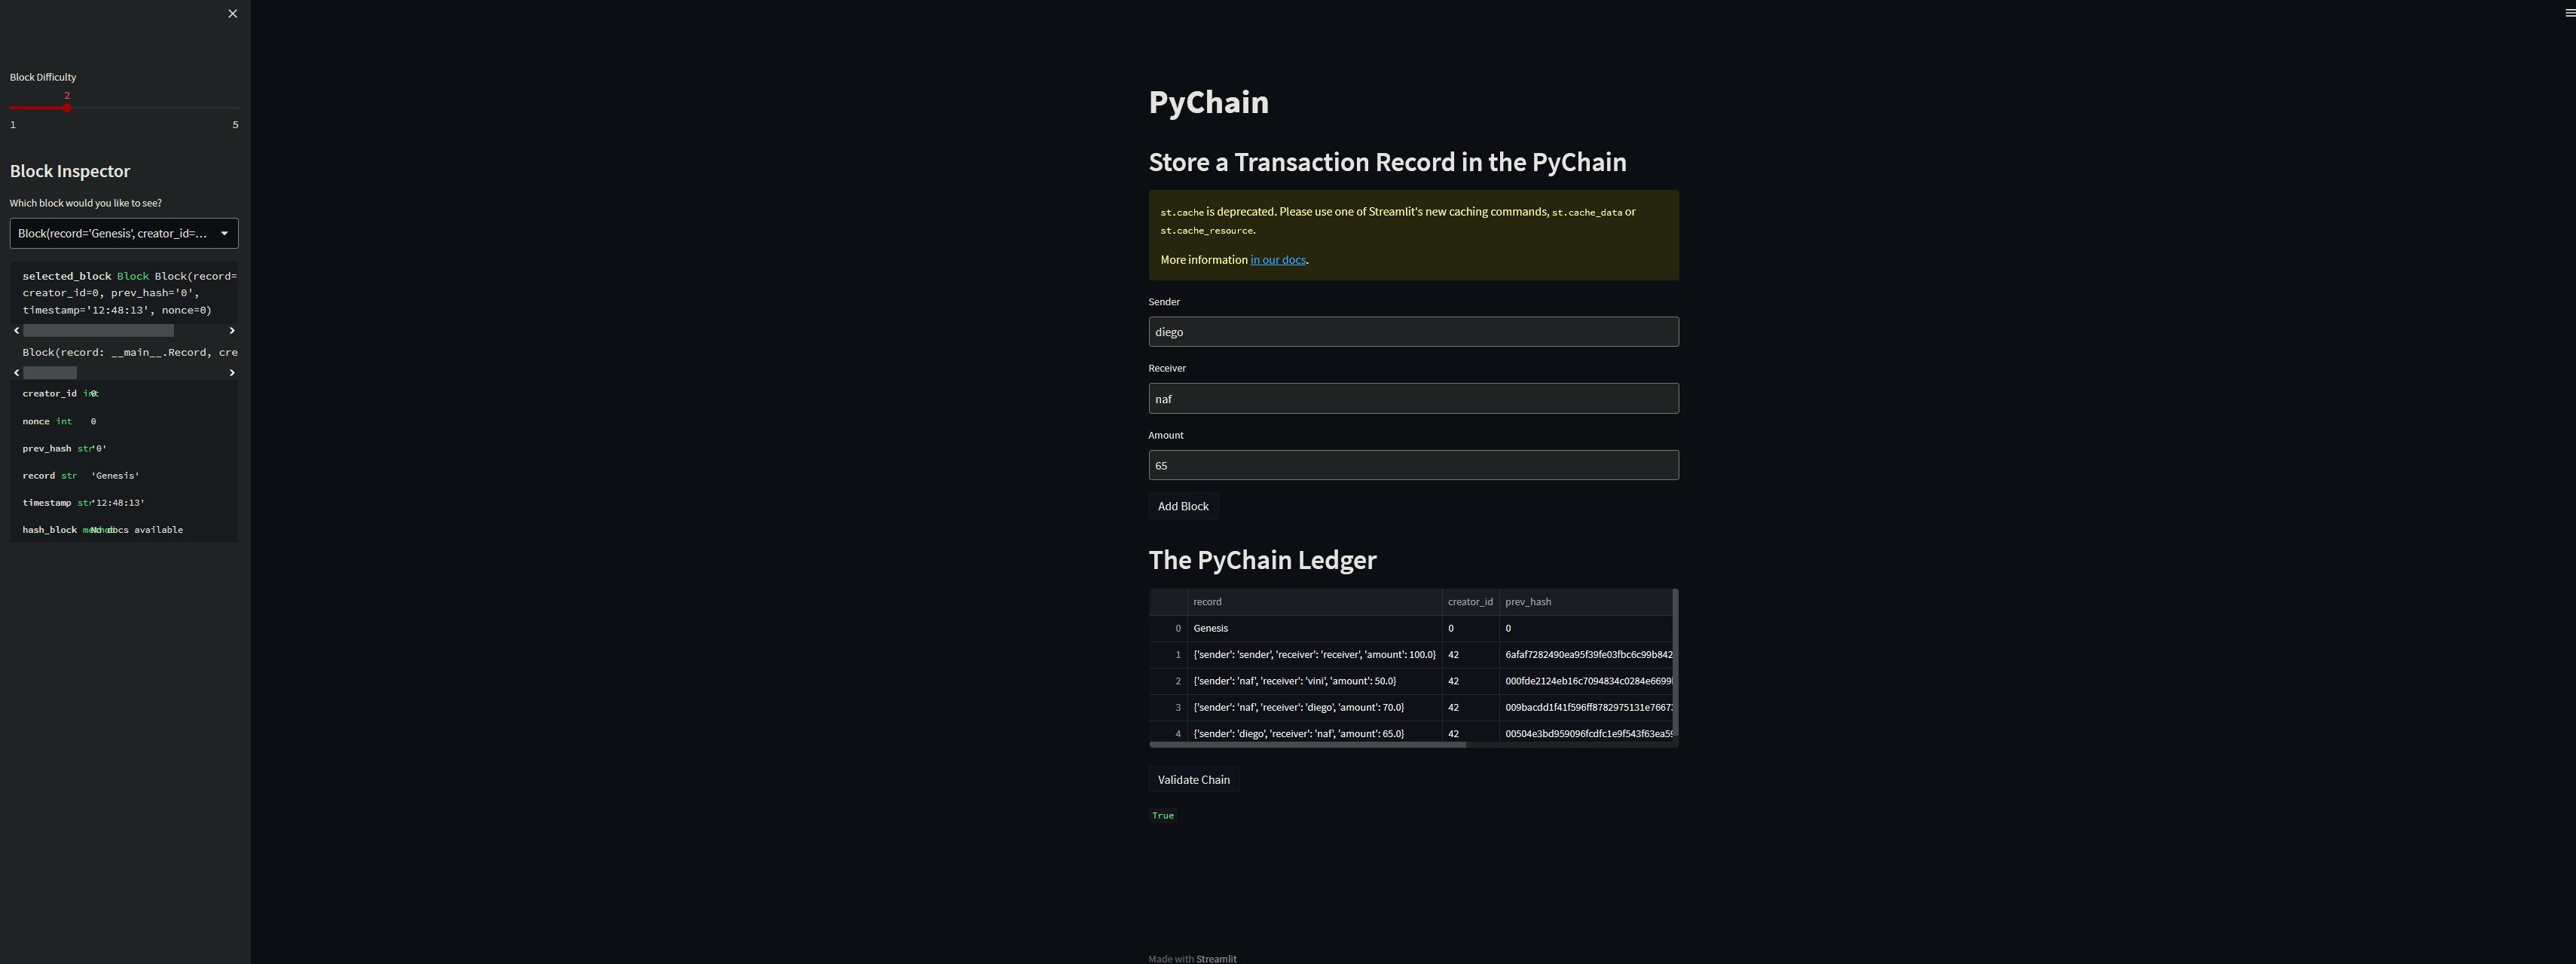 Block Difficulty
2
1 5
Block Inspector
Which block would you like to see?
Block(record='Genesis', creator_id=...
selected_block Block Block(record=
creator_id=0, prev_hash='0',
timestamp='12:48:13', nonce=0)
Block(record: __main__.Record, cre
creator_id int 0
nonce int 0
prev_hash str '0'
record str 'Genesis'
timestamp str '12:48:13'
hash_block method No docs available
PyChain
Store a Transaction Record in the PyChain
st.cache is deprecated. Please use one of Streamlit's new caching commands, st.cache_data or
st.cache_resource.
More information in our docs.
Sender
diego
Receiver
naf
Amount
65
Add Block
The PyChain Ledger
record creator_id prev_hash
0 Genesis 0 0
1 {'sender': 'sender', 'receiver': 'receiver', 'amount': 100.0} 42 6afaf7282490ea95f39fe03fbc6c99b842
2 {'sender': 'naf', 'receiver': 'vini', 'amount': 50.0} 42 000fde2124eb16c7094834c0284e6699
3 {'sender': 'naf', 'receiver': 'diego', 'amount': 70.0} 42 009bacdd1f41f596ff8782975131e7667
4 {'sender': 'diego', 'receiver': 'naf', 'amount': 65.0} 42 00504e3bd959096fcdfc1e9f543f63ea5
Validate Chain
True
Made with Streamlit